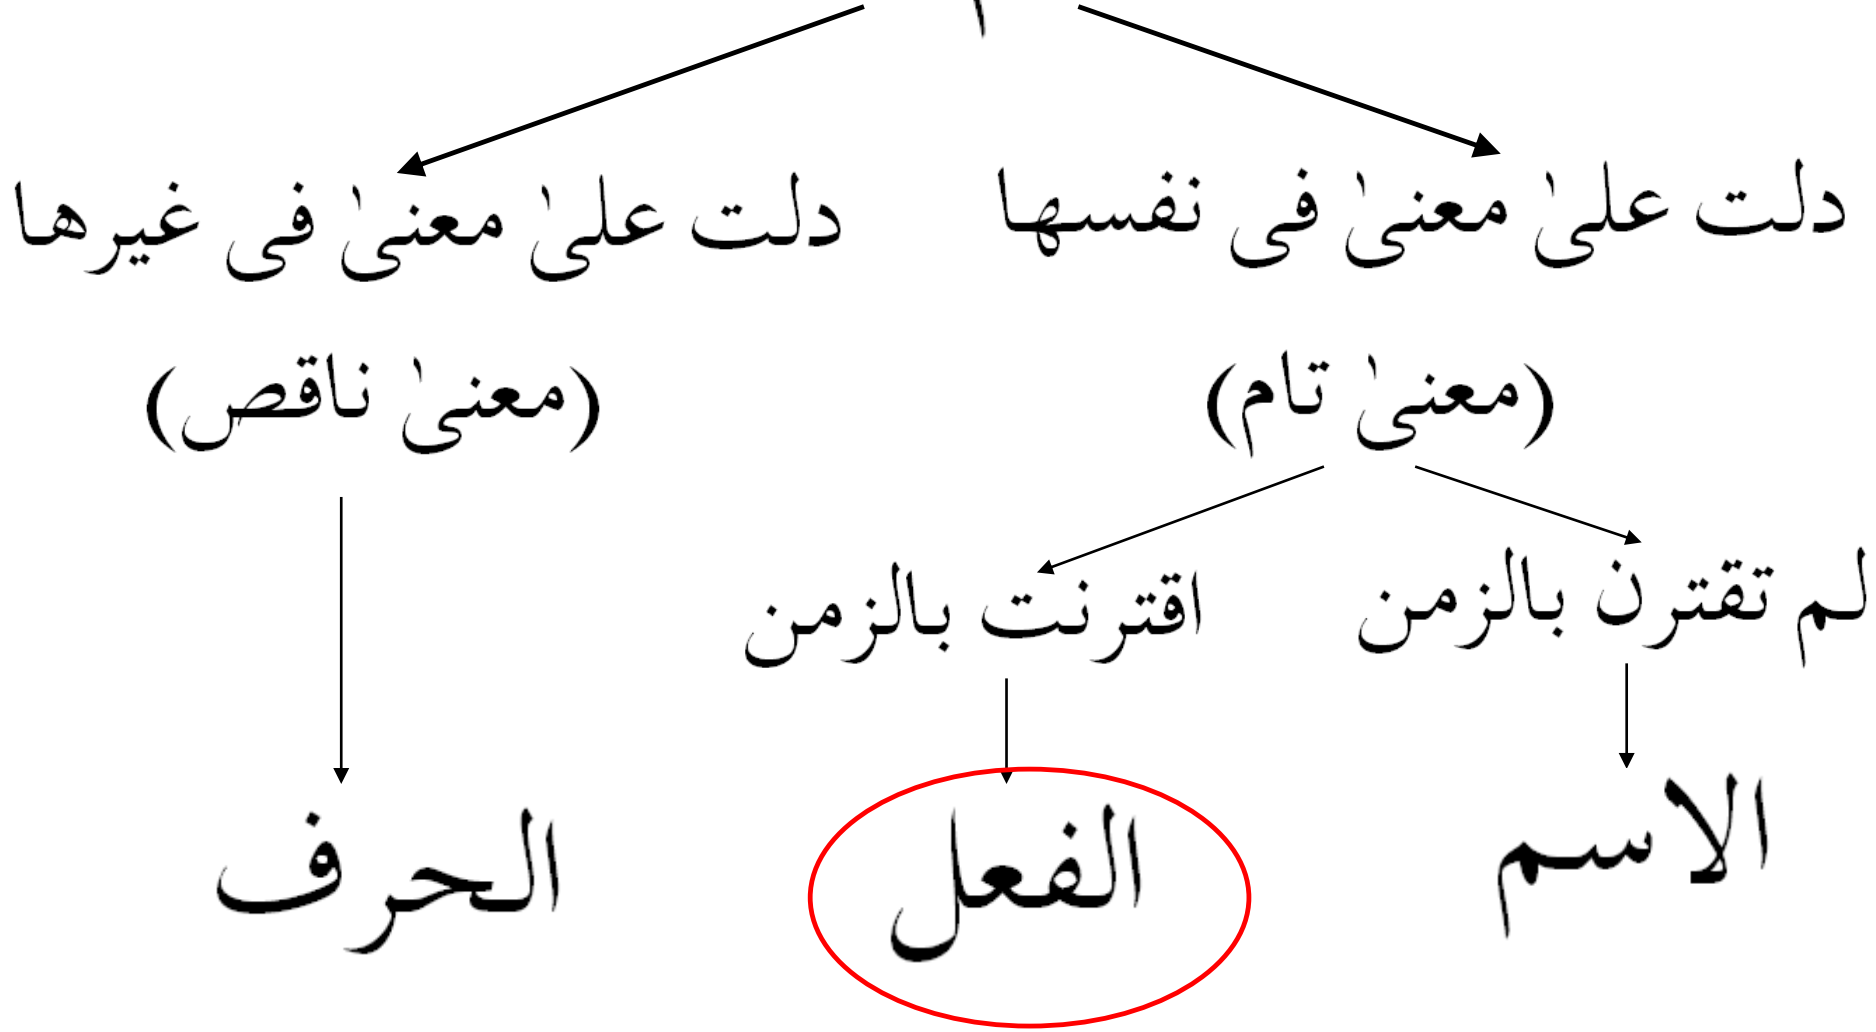 دلت علىٰ معنىٰ فى نفسها
دلت علىٰ معنىٰ فى غيرها
(معنىٰ تام)
(معنىٰ ناقص)
لم تقترن بالزمن
اقترنت بالزمن
الاسم
الفعل
الحرف